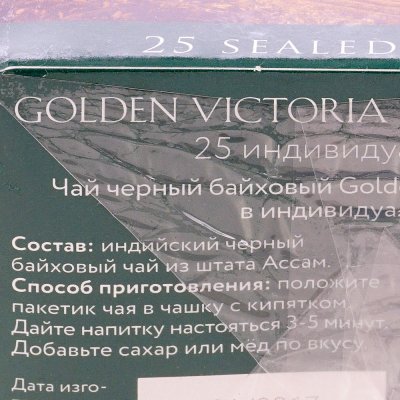 25 SEALED
GOLDEN VICTORIA
25 индивидуа
Чай черный байховый Golde
в индивидуа
Состав: индийский черный
байховый чай из штата Ассам.
Способ приготовления: положите
пакетик чая в чашку с кипятком.
Дайте напитку настояться 3-5 минут.
Добавьте сахар или мёд по вкусу.
Дата изго-